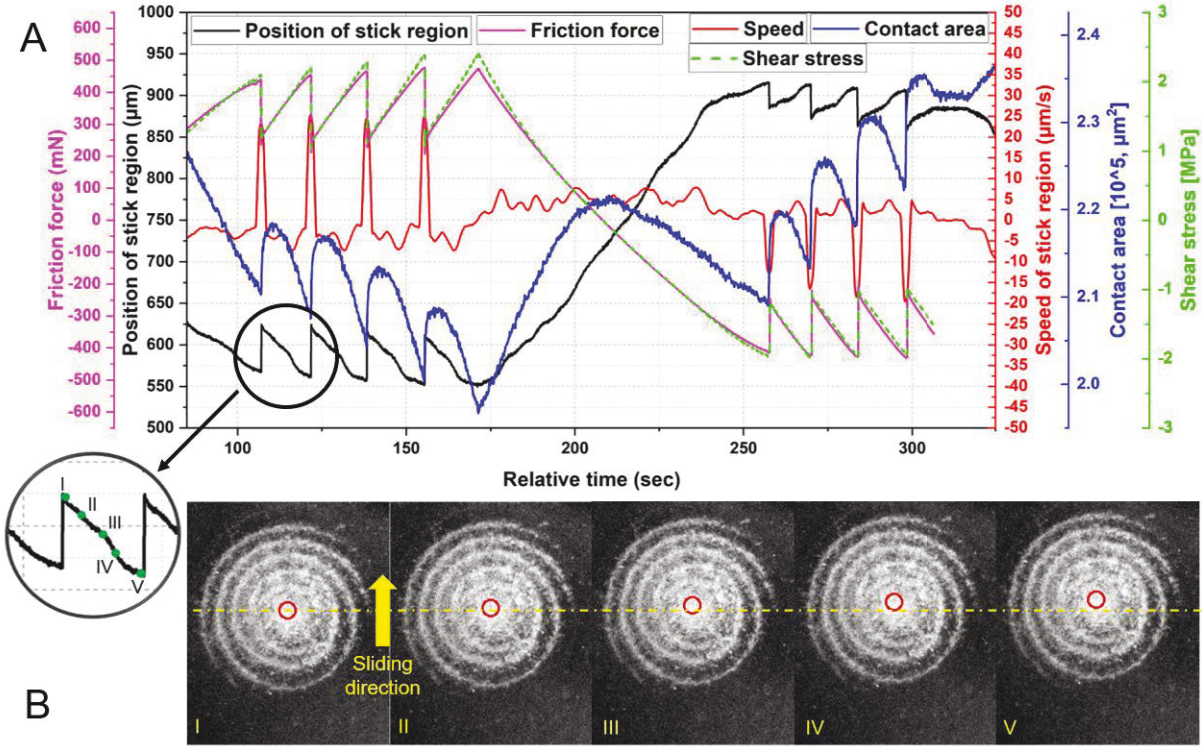 A
Position of stick region
Friction force
Speed
Contact area
Shear stress
Friction force (mN)
600
500
400
300
200
100
0
-100
-200
-300
-400
-500
-600
Position of stick region (µm)
1000
950
900
850
800
750
700
650
600
550
500
Speed of stick region (µm/s)
50
45
40
35
30
25
20
15
10
5
0
-5
-10
-15
-20
-25
-30
-35
-40
-45
-50
Contact area [10^5, µm²]
2.4
2.3
2.2
2.1
2.0
Shear stress [MPa]
3
2
1
0
-1
-2
-3
100 150 200 250 300
Relative time (sec)
I
II
III
IV
V
B
Sliding
direction
I II III IV V